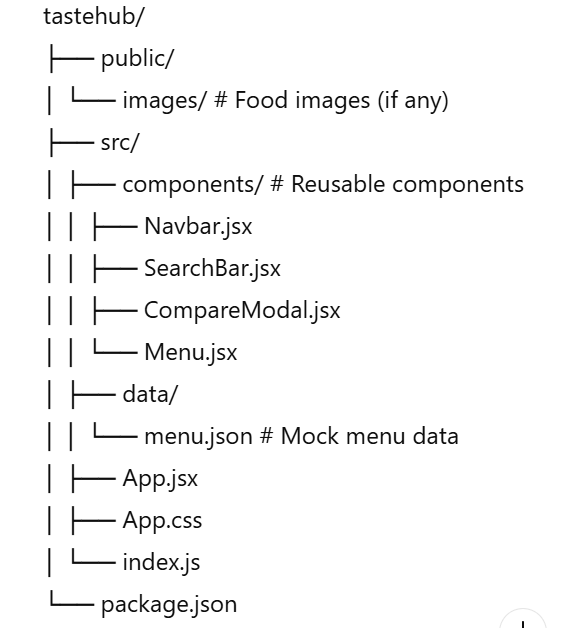 tastehub/
├── public/
│ └── images/ # Food images (if any)
├── src/
│ ├── components/ # Reusable components
│ │ ├── Navbar.jsx
│ │ ├── SearchBar.jsx
│ │ ├── CompareModal.jsx
│ │ └── Menu.jsx
│ ├── data/
│ │ └── menu.json # Mock menu data
│ ├── App.jsx
│ ├── App.css
│ └── index.js
└── package.json